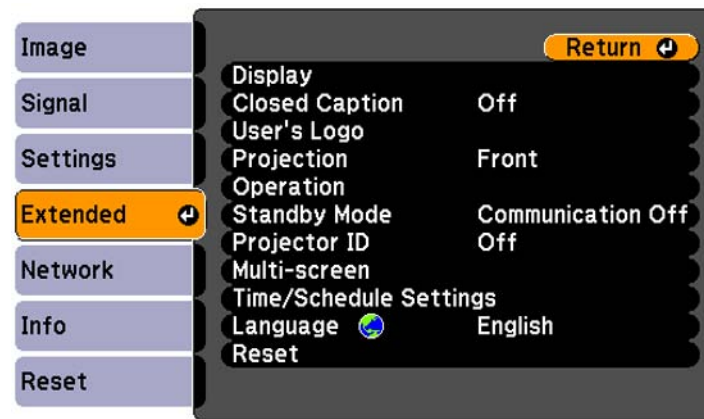 Image
Signal
Settings
Extended
Network
Info
Reset
Return
Display
Closed Caption Off
User's Logo
Projection Front
Operation
Standby Mode Communication Off
Projector ID Off
Multi-screen
Time/Schedule Settings
Language English
Reset